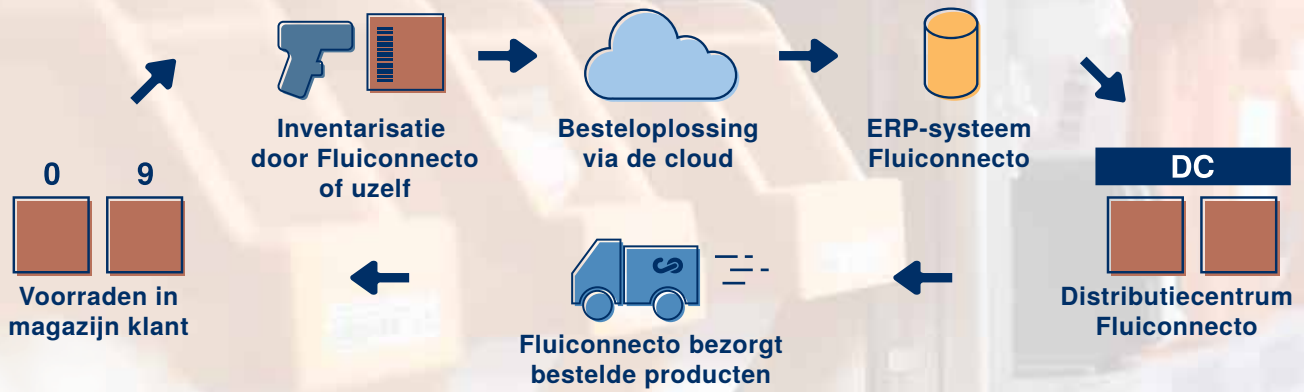 Inventarisatie
door Fluiconnecto
of uzelf
Besteloplossing
via de cloud
ERP-systeem
Fluiconnecto
DC
Distributiecentrum
Fluiconnecto
Fluiconnecto bezorgt
bestelde producten
0 9
Voorraden in
magazijn klant